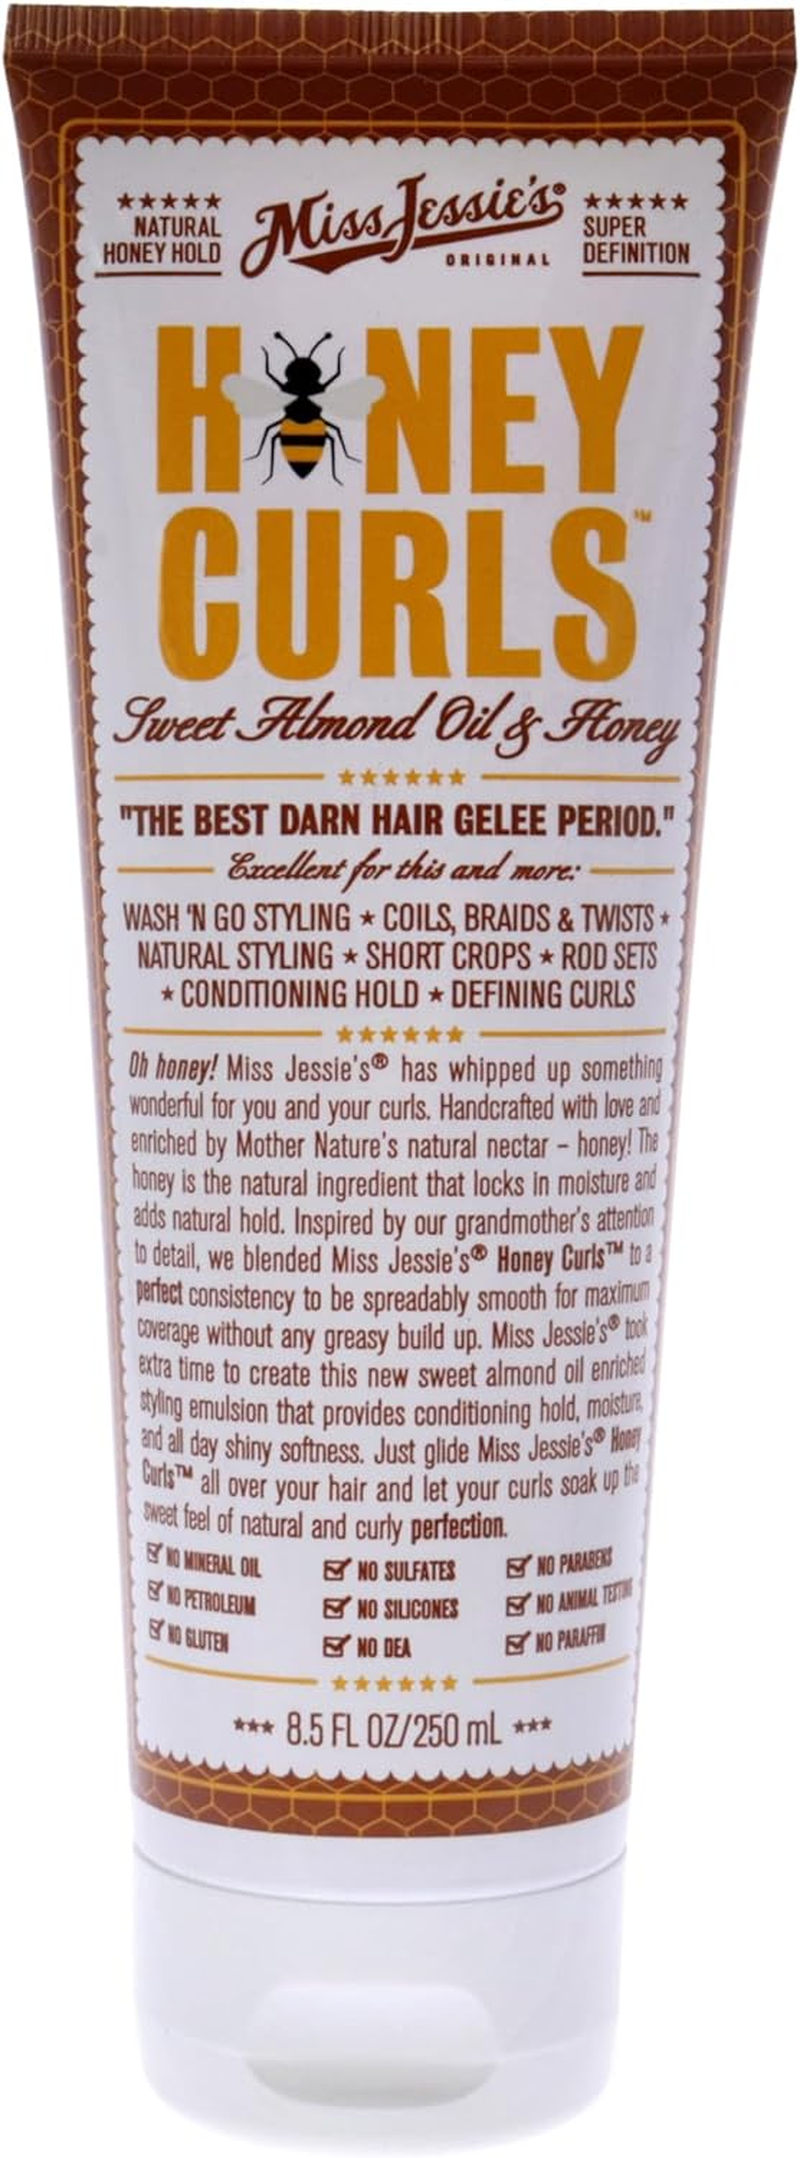 ★★★★★
NATURAL
HONEY HOLD
Miss Jessie's®
ORIGINAL
★★★★★
SUPER
DEFINITION
HONEY
CURLS™
Sweet Almond Oil & Honey
★★★★★★
"THE BEST DARN HAIR GELEE PERIOD."
Excellent for this and more:
WASH 'N GO STYLING ★ COILS, BRAIDS & TWISTS ★
NATURAL STYLING ★ SHORT CROPS ★ ROD SETS
★ CONDITIONING HOLD ★ DEFINING CURLS
★★★★★★
Oh honey! Miss Jessie's® has whipped up something
wonderful for you and your curls. Handcrafted with love and
enriched by Mother Nature's natural nectar – honey! The
honey is the natural ingredient that locks in moisture and
adds natural hold. Inspired by our grandmother's attention
to detail, we blended Miss Jessie's® Honey Curls™ to a
perfect consistency to be spreadably smooth for maximum
coverage without any greasy build up. Miss Jessie's® took
extra time to create this new sweet almond oil enriched
styling emulsion that provides conditioning hold, moisture,
and all day shiny softness. Just glide Miss Jessie's® Honey
Curls™ all over your hair and let your curls soak up the
sweet feel of natural and curly perfection.
NO MINERAL OIL NO SULFATES NO PARABENS
NO PETROLEUM NO SILICONES NO ANIMAL TESTING
NO GLUTEN NO DEA NO PARAFFIN
★★★★★★
★★★ 8.5 FL OZ/250 mL ★★★